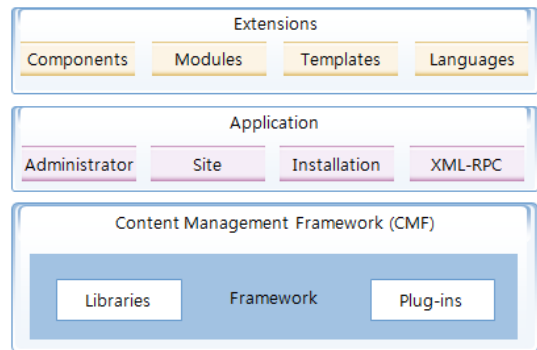 Extensions
Components Modules Templates Languages
Application
Administrator Site Installation XML-RPC
Content Management Framework (CMF)
Libraries Framework Plug-ins